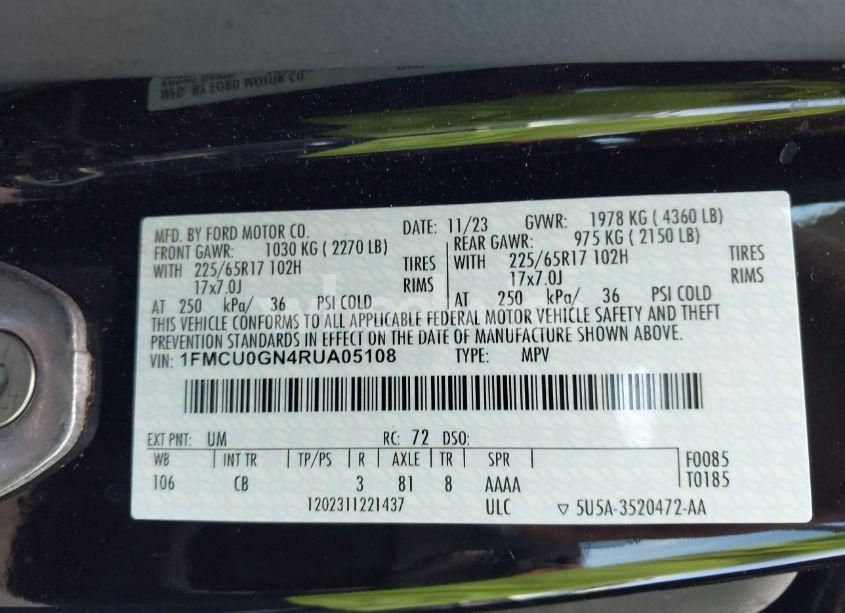 MFD. BY FORD MOTOR CO.
DATE: 11/23
GVWR: 1978 KG ( 4360 LB)
FRONT GAWR: 1030 KG ( 2270 LB)
REAR GAWR: 975 KG ( 2150 LB)
WITH 225/65R17 102H TIRES
WITH 225/65R17 102H TIRES
17x7.0J RIMS
17x7.0J RIMS
AT 250 kPa/ 36 PSI COLD
AT 250 kPa/ 36 PSI COLD
THIS VEHICLE CONFORMS TO ALL APPLICABLE FEDERAL MOTOR VEHICLE SAFETY AND THEFT
PREVENTION STANDARDS IN EFFECT ON THE DATE OF MANUFACTURE SHOWN ABOVE.
VIN: 1FMCU0GN4RUA05108 TYPE: MPV
EXT PNT: UM RC: 72 DSO:
WB INT TR TP/PS R AXLE TR SPR F0085
106 CB 3 81 8 AAAA T0185
1202311221437 ULC ▽ 5U5A-3520472-AA